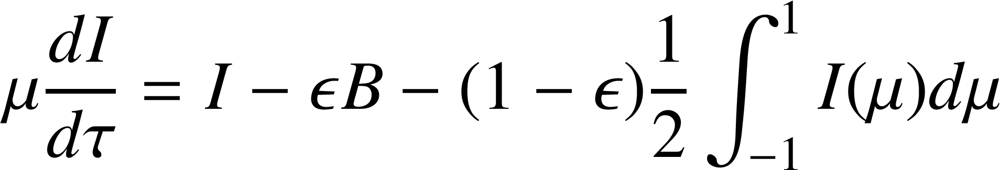 μ dI/dτ = I − ϵB − (1 − ϵ) 1/2 ∫_{−1}^{1} I(μ)dμ